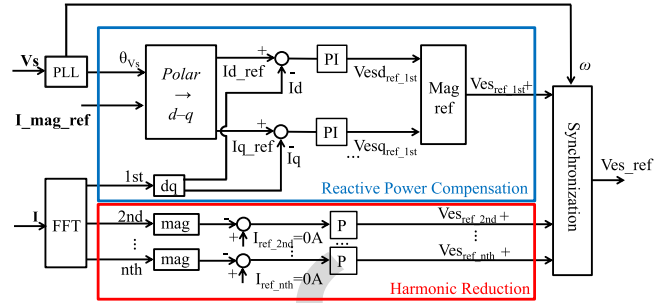 Vs
PLL
θVs
I_mag_ref
Polar
→
d–q
Id_ref
+
-
Id
PI
Vesdref_1st
Iq_ref
+
-
Iq
PI
... Vesqref_1st
Mag
ref
Vesref_1st+
ω
Synchronization
Ves_ref
1st
dq
Reactive Power Compensation
I
FFT
2nd
mag
-
+
Iref_2nd=0A
P
Vesref_2nd+
⋮
...
nth
mag
-
+
Iref_nth=0A
P
Vesref_nth+
Harmonic Reduction